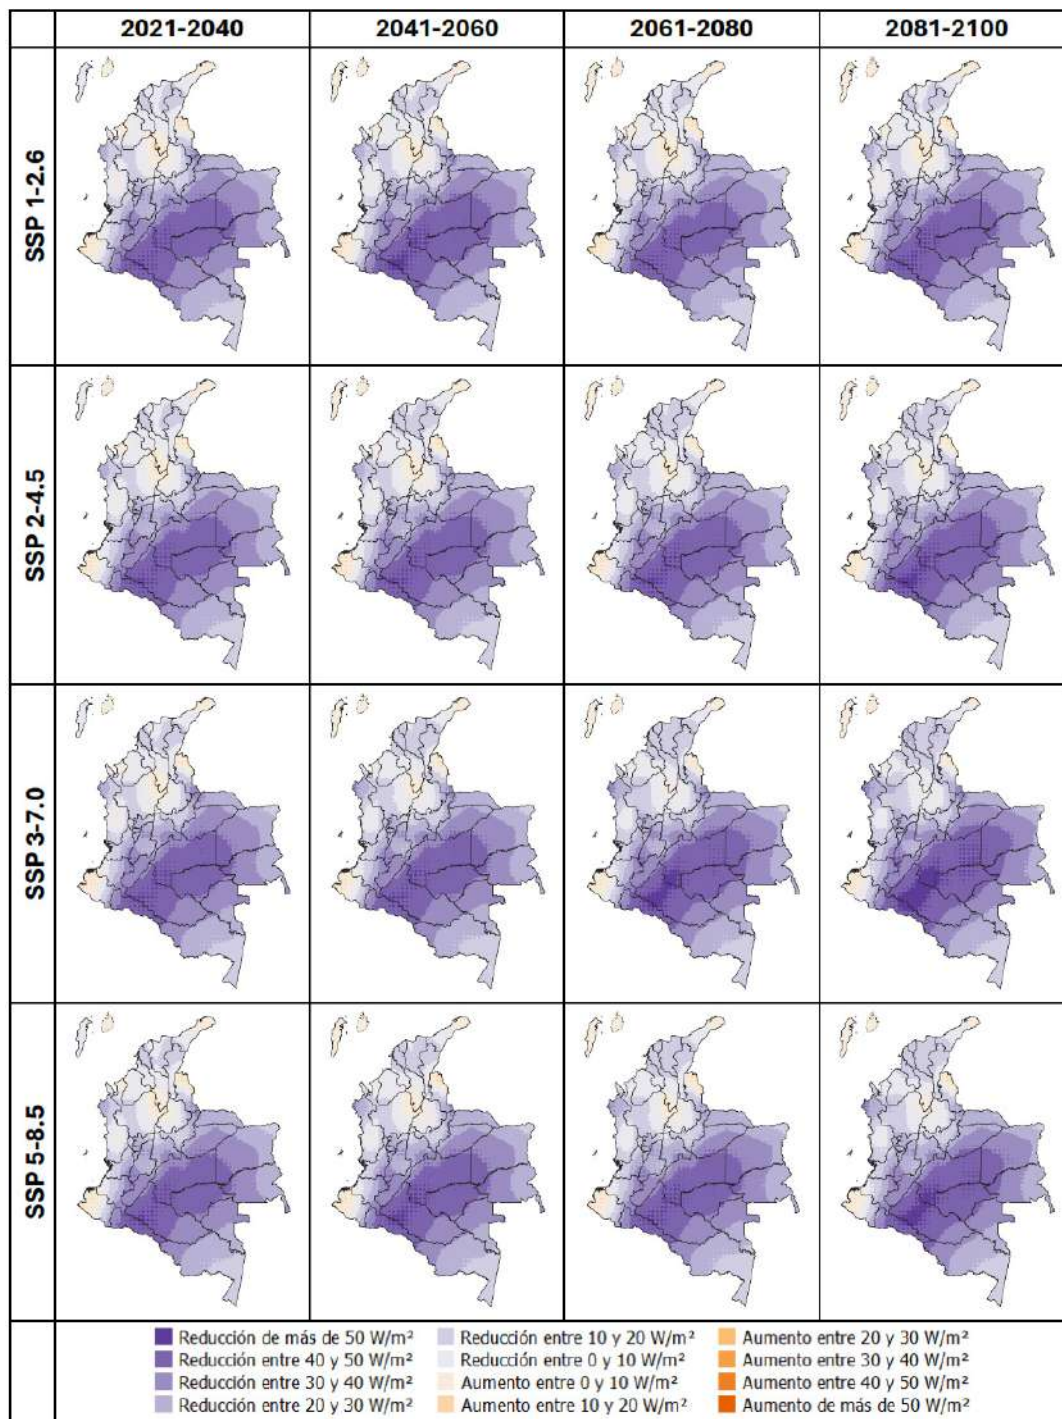 2021-2040 2041-2060 2061-2080 2081-2100
SSP 1-2.6
SSP 2-4.5
SSP 3-7.0
SSP 5-8.5
Reducción de más de 50 W/m² Reducción entre 10 y 20 W/m² Aumento entre 20 y 30 W/m²
Reducción entre 40 y 50 W/m² Reducción entre 0 y 10 W/m² Aumento entre 30 y 40 W/m²
Reducción entre 30 y 40 W/m² Aumento entre 0 y 10 W/m² Aumento entre 40 y 50 W/m²
Reducción entre 20 y 30 W/m² Aumento entre 10 y 20 W/m² Aumento de más de 50 W/m²